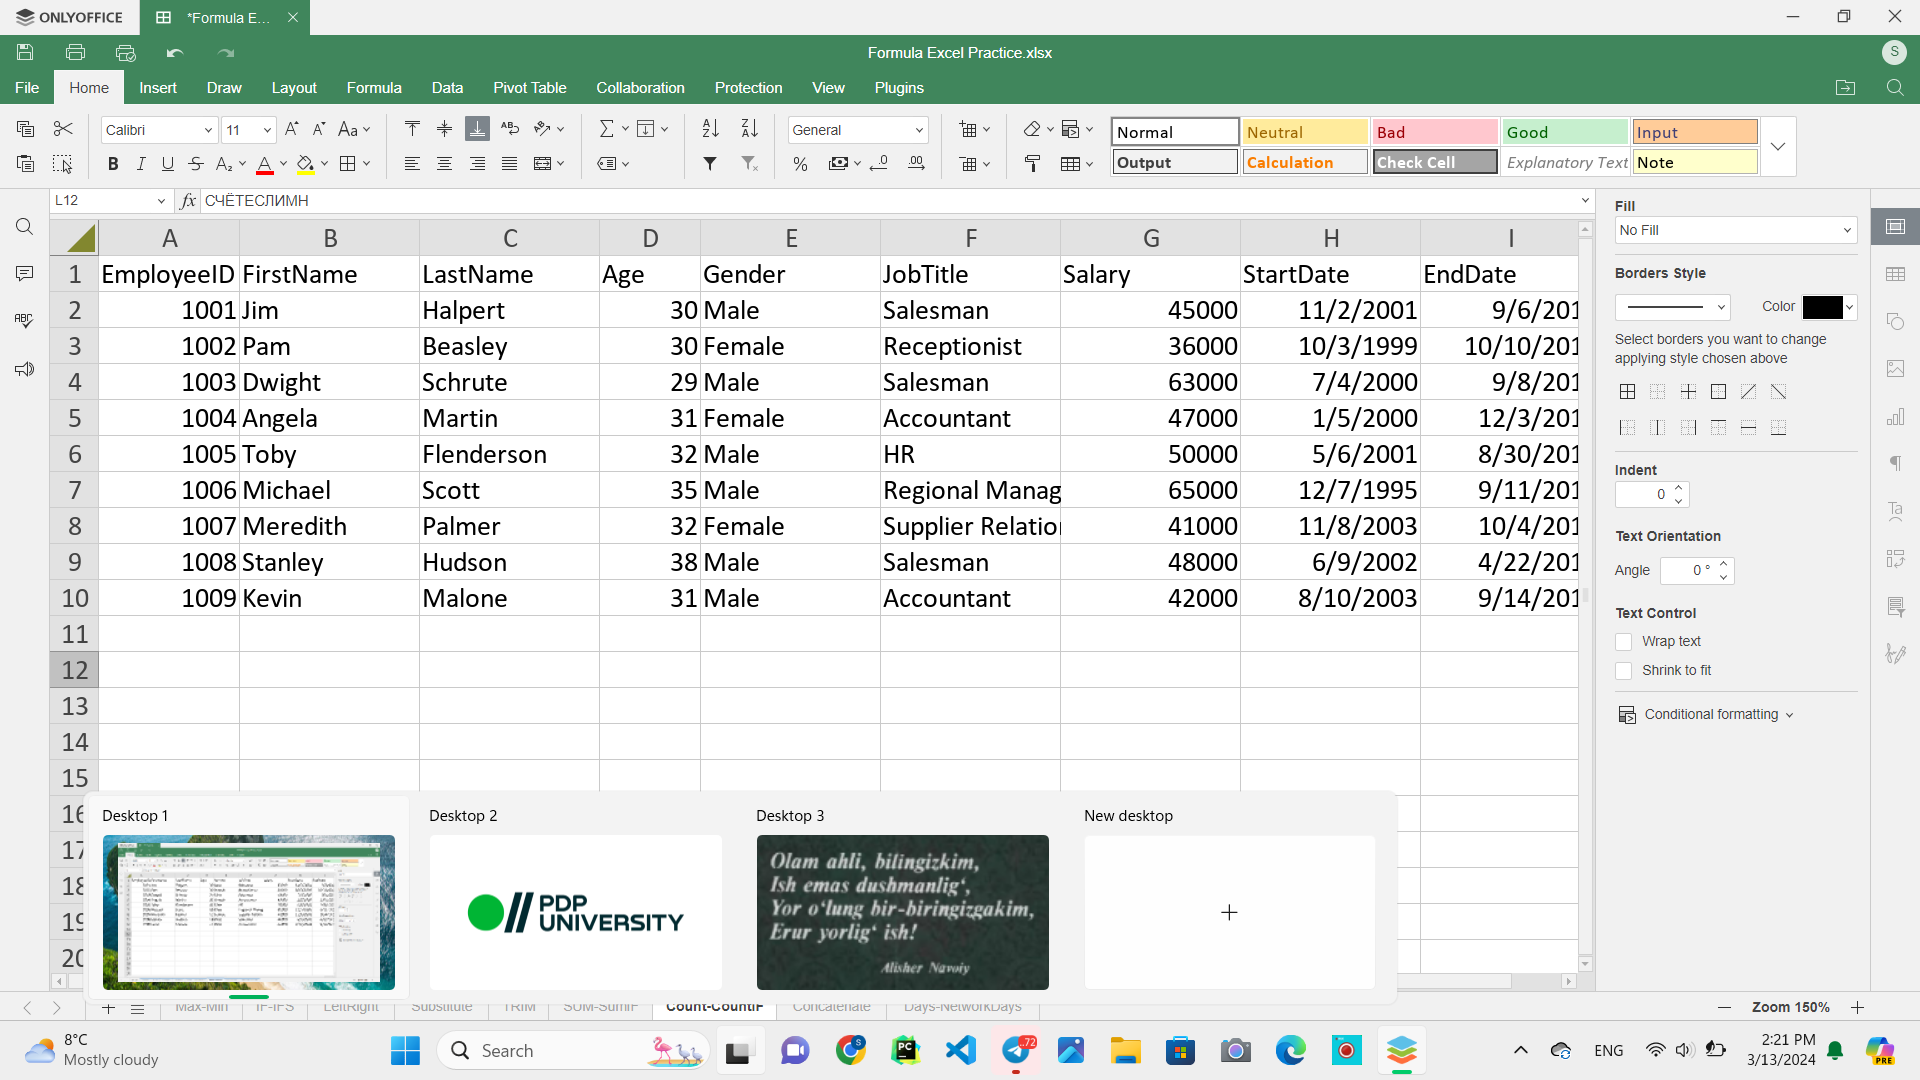 ONLYOFFICE
*Formula E...
Formula Excel Practice.xlsx
S
File Home Insert Draw Layout Formula Data Pivot Table Collaboration Protection View Plugins
Calibri 11 General
Normal Neutral Bad Good Input
Output Calculation Check Cell Explanatory Text Note
L12 fx СЧЁТЕСЛИМН
A B C D E F G H I
1 EmployeeID FirstName LastName Age Gender JobTitle Salary StartDate EndDate
2 1001 Jim Halpert 30 Male Salesman 45000 11/2/2001 9/6/201
3 1002 Pam Beasley 30 Female Receptionist 36000 10/3/1999 10/10/201
4 1003 Dwight Schrute 29 Male Salesman 63000 7/4/2000 9/8/201
5 1004 Angela Martin 31 Female Accountant 47000 1/5/2000 12/3/201
6 1005 Toby Flenderson 32 Male HR 50000 5/6/2001 8/30/201
7 1006 Michael Scott 35 Male Regional Manag 65000 12/7/1995 9/11/201
8 1007 Meredith Palmer 32 Female Supplier Relatio 41000 11/8/2003 10/4/201
9 1008 Stanley Hudson 38 Male Salesman 48000 6/9/2002 4/22/201
10 1009 Kevin Malone 31 Male Accountant 42000 8/10/2003 9/14/201
11
12
13
14
15
16
17
18
19
20
Fill
No Fill
Borders Style
Color
Select borders you want to change
applying style chosen above
Indent
0
Text Orientation
Angle 0 °
Text Control
Wrap text
Shrink to fit
Conditional formatting
Desktop 1 Desktop 2 Desktop 3 New desktop
PDP
UNIVERSITY
Olam ahli, bilingizkim,
Ish emas dushmanlig‘,
Yor o‘lung bir-biringizgakim,
Erur yorlig‘ ish!
Alisher Navoiy
Max-Min IF-IFS LeftRight Substitute TRIM SUM-SumIF Count-CountIF Concatenate Days-NetworkDays
Zoom 150%
8°C
Mostly cloudy
Search
PC
S
.72
ENG
2:21 PM
3/13/2024
PRE